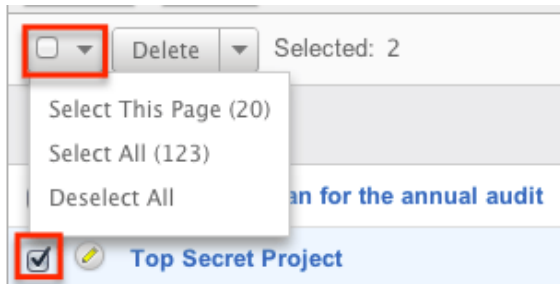 Delete Selected: 2
Select This Page (20)
Select All (123)
Deselect All
for the annual audit
Top Secret Project